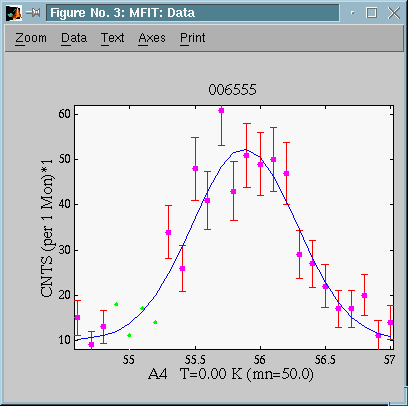 Figure No. 3: MFIT: Data
Zoom Data Text Axes Print
006555
CNTS (per 1 Mon)*1
60
50
40
30
20
10
55 55.5 56 56.5 57
A4 T=0.00 K (mn=50.0)